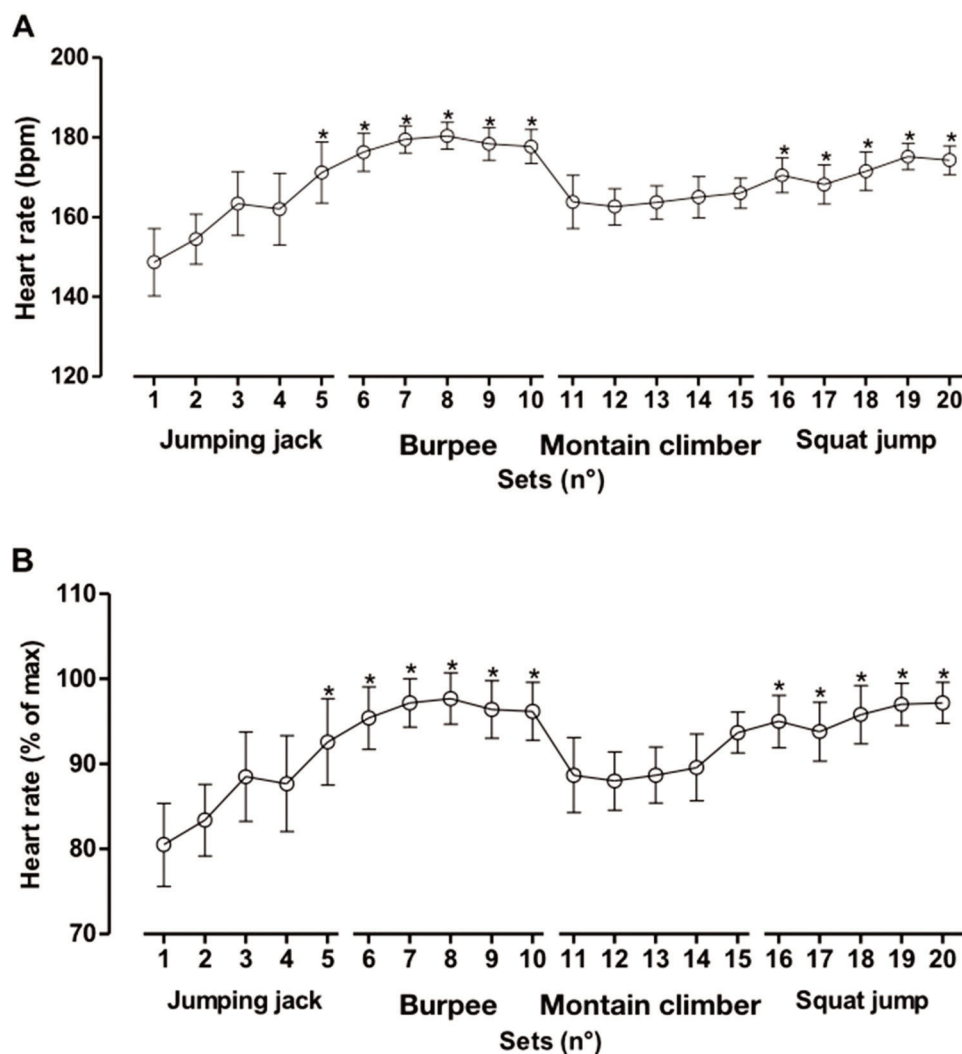 A
200
180
160
140
120
Heart rate (bpm)
* * * * * * * * * * *
1 2 3 4 5 6 7 8 9 10 11 12 13 14 15 16 17 18 19 20
Jumping jack Burpee Montain climber Squat jump
Sets (n°)
B
110
100
90
80
70
Heart rate (% of max)
* * * * * * * * * * *
1 2 3 4 5 6 7 8 9 10 11 12 13 14 15 16 17 18 19 20
Jumping jack Burpee Montain climber Squat jump
Sets (n°)